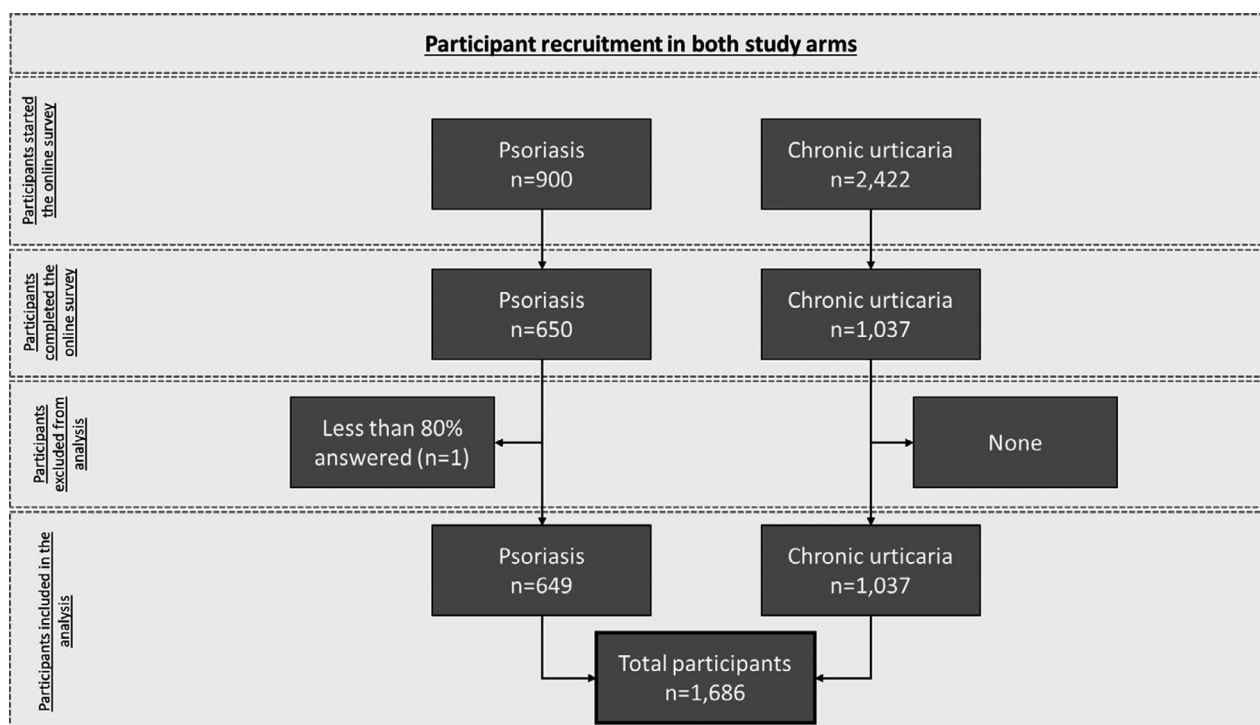 Participant recruitment in both study arms
Participants started
the online survey
Psoriasis
n=900
Chronic urticaria
n=2,422
Participants
completed the
online survey
Psoriasis
n=650
Chronic urticaria
n=1,037
Participants
excluded from
analysis
Less than 80%
answered (n=1)
None
Participants included in the
analysis
Psoriasis
n=649
Chronic urticaria
n=1,037
Total participants
n=1,686